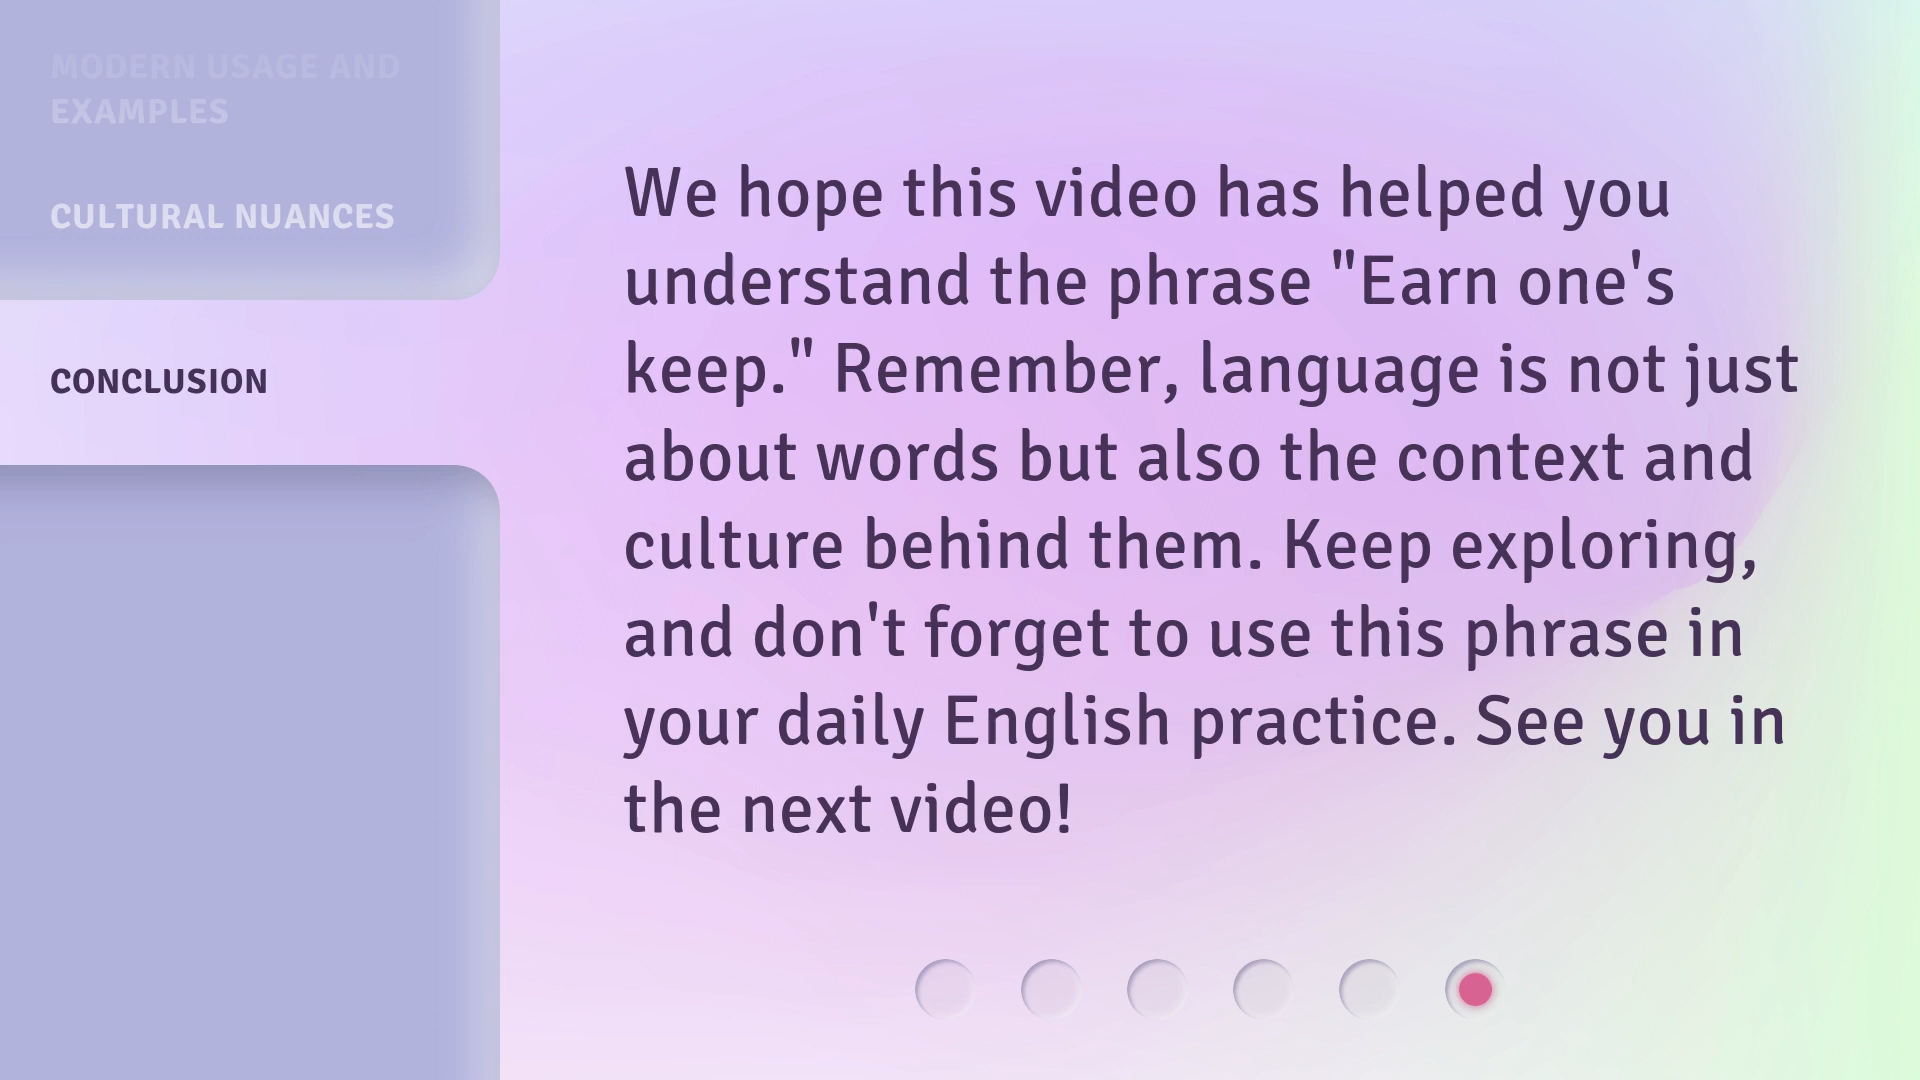 MODERN USAGE AND
EXAMPLES
CULTURAL NUANCES
CONCLUSION
We hope this video has helped you
understand the phrase "Earn one's
keep." Remember, language is not just
about words but also the context and
culture behind them. Keep exploring,
and don't forget to use this phrase in
your daily English practice. See you in
the next video!